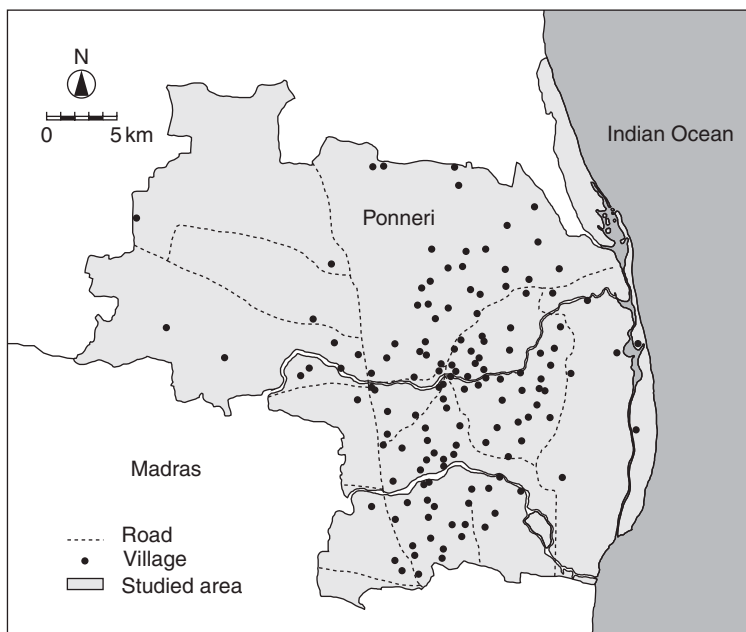 N
0 5 km
Indian Ocean
Ponneri
Madras
Road
Village
Studied area